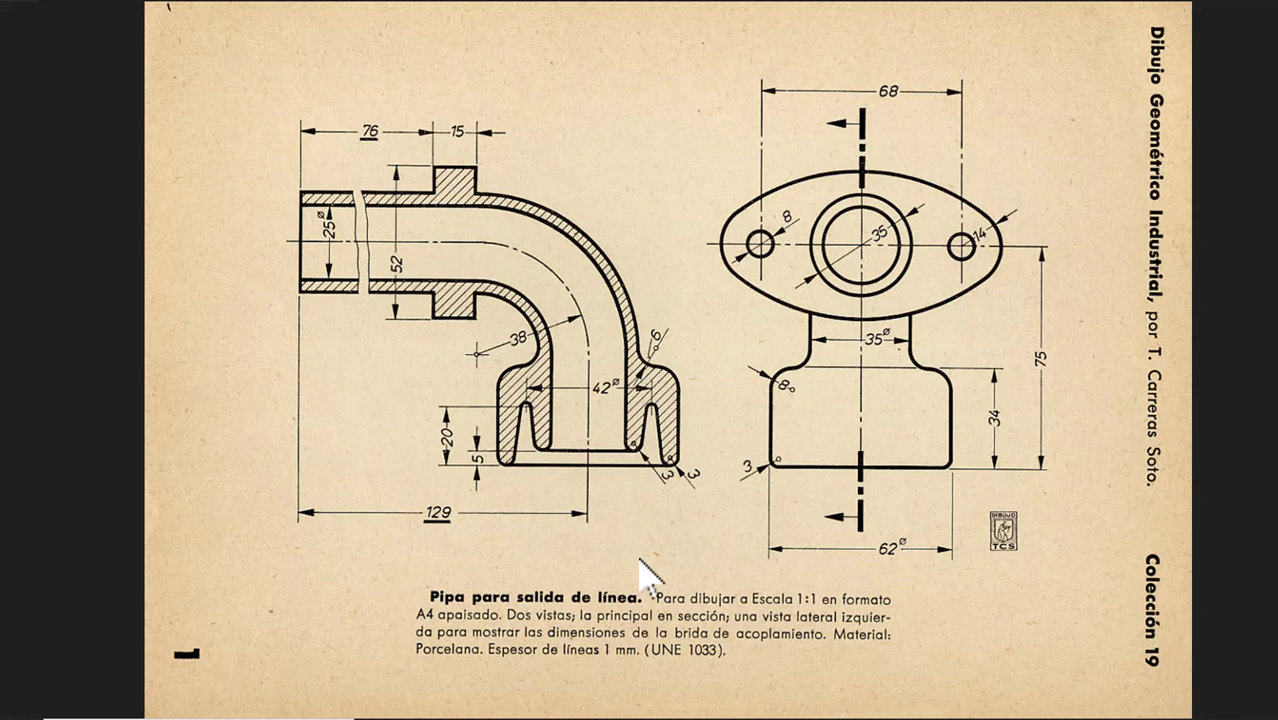 68
76
15
8
35
14
25ø
52
38
6
35ø
75
42ø
8
34
20
5
3
3
3
129
62ø
DIBUJO
TCS
Pipa para salida de línea. Para dibujar a Escala 1:1 en formato
A4 apaisado. Dos vistas; la principal en sección; una vista lateral izquier-
da para mostrar las dimensiones de la brida de acoplamiento. Material:
Porcelana. Espesor de líneas 1 mm. (UNE 1033).
1
Dibujo Geométrico Industrial, por T. Carreras Soto.
Colección 19